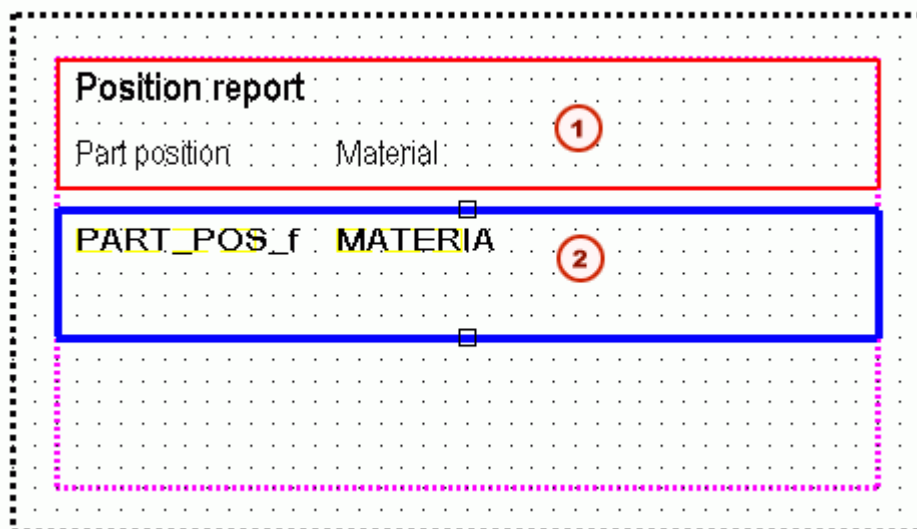 Position report
1
Part position Material
PART_POS_f MATERIA
2